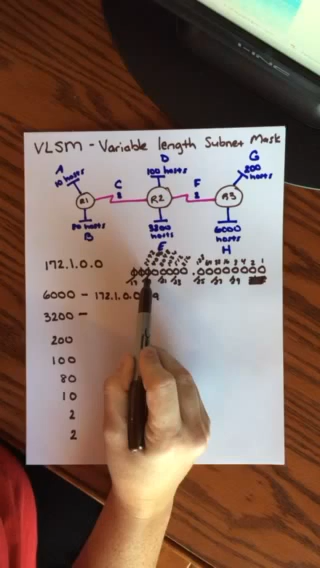 VLSM - Variable length Subnet Mask
A
10 hosts
D
100 hosts
G
200 hosts
C
F
R1
R2
R3
80 hosts
B
3200 hosts
E
6000 hosts
H
172.1.0.0
6000 - 172.1.0.0
3200 -
200
100
80
10
2
2